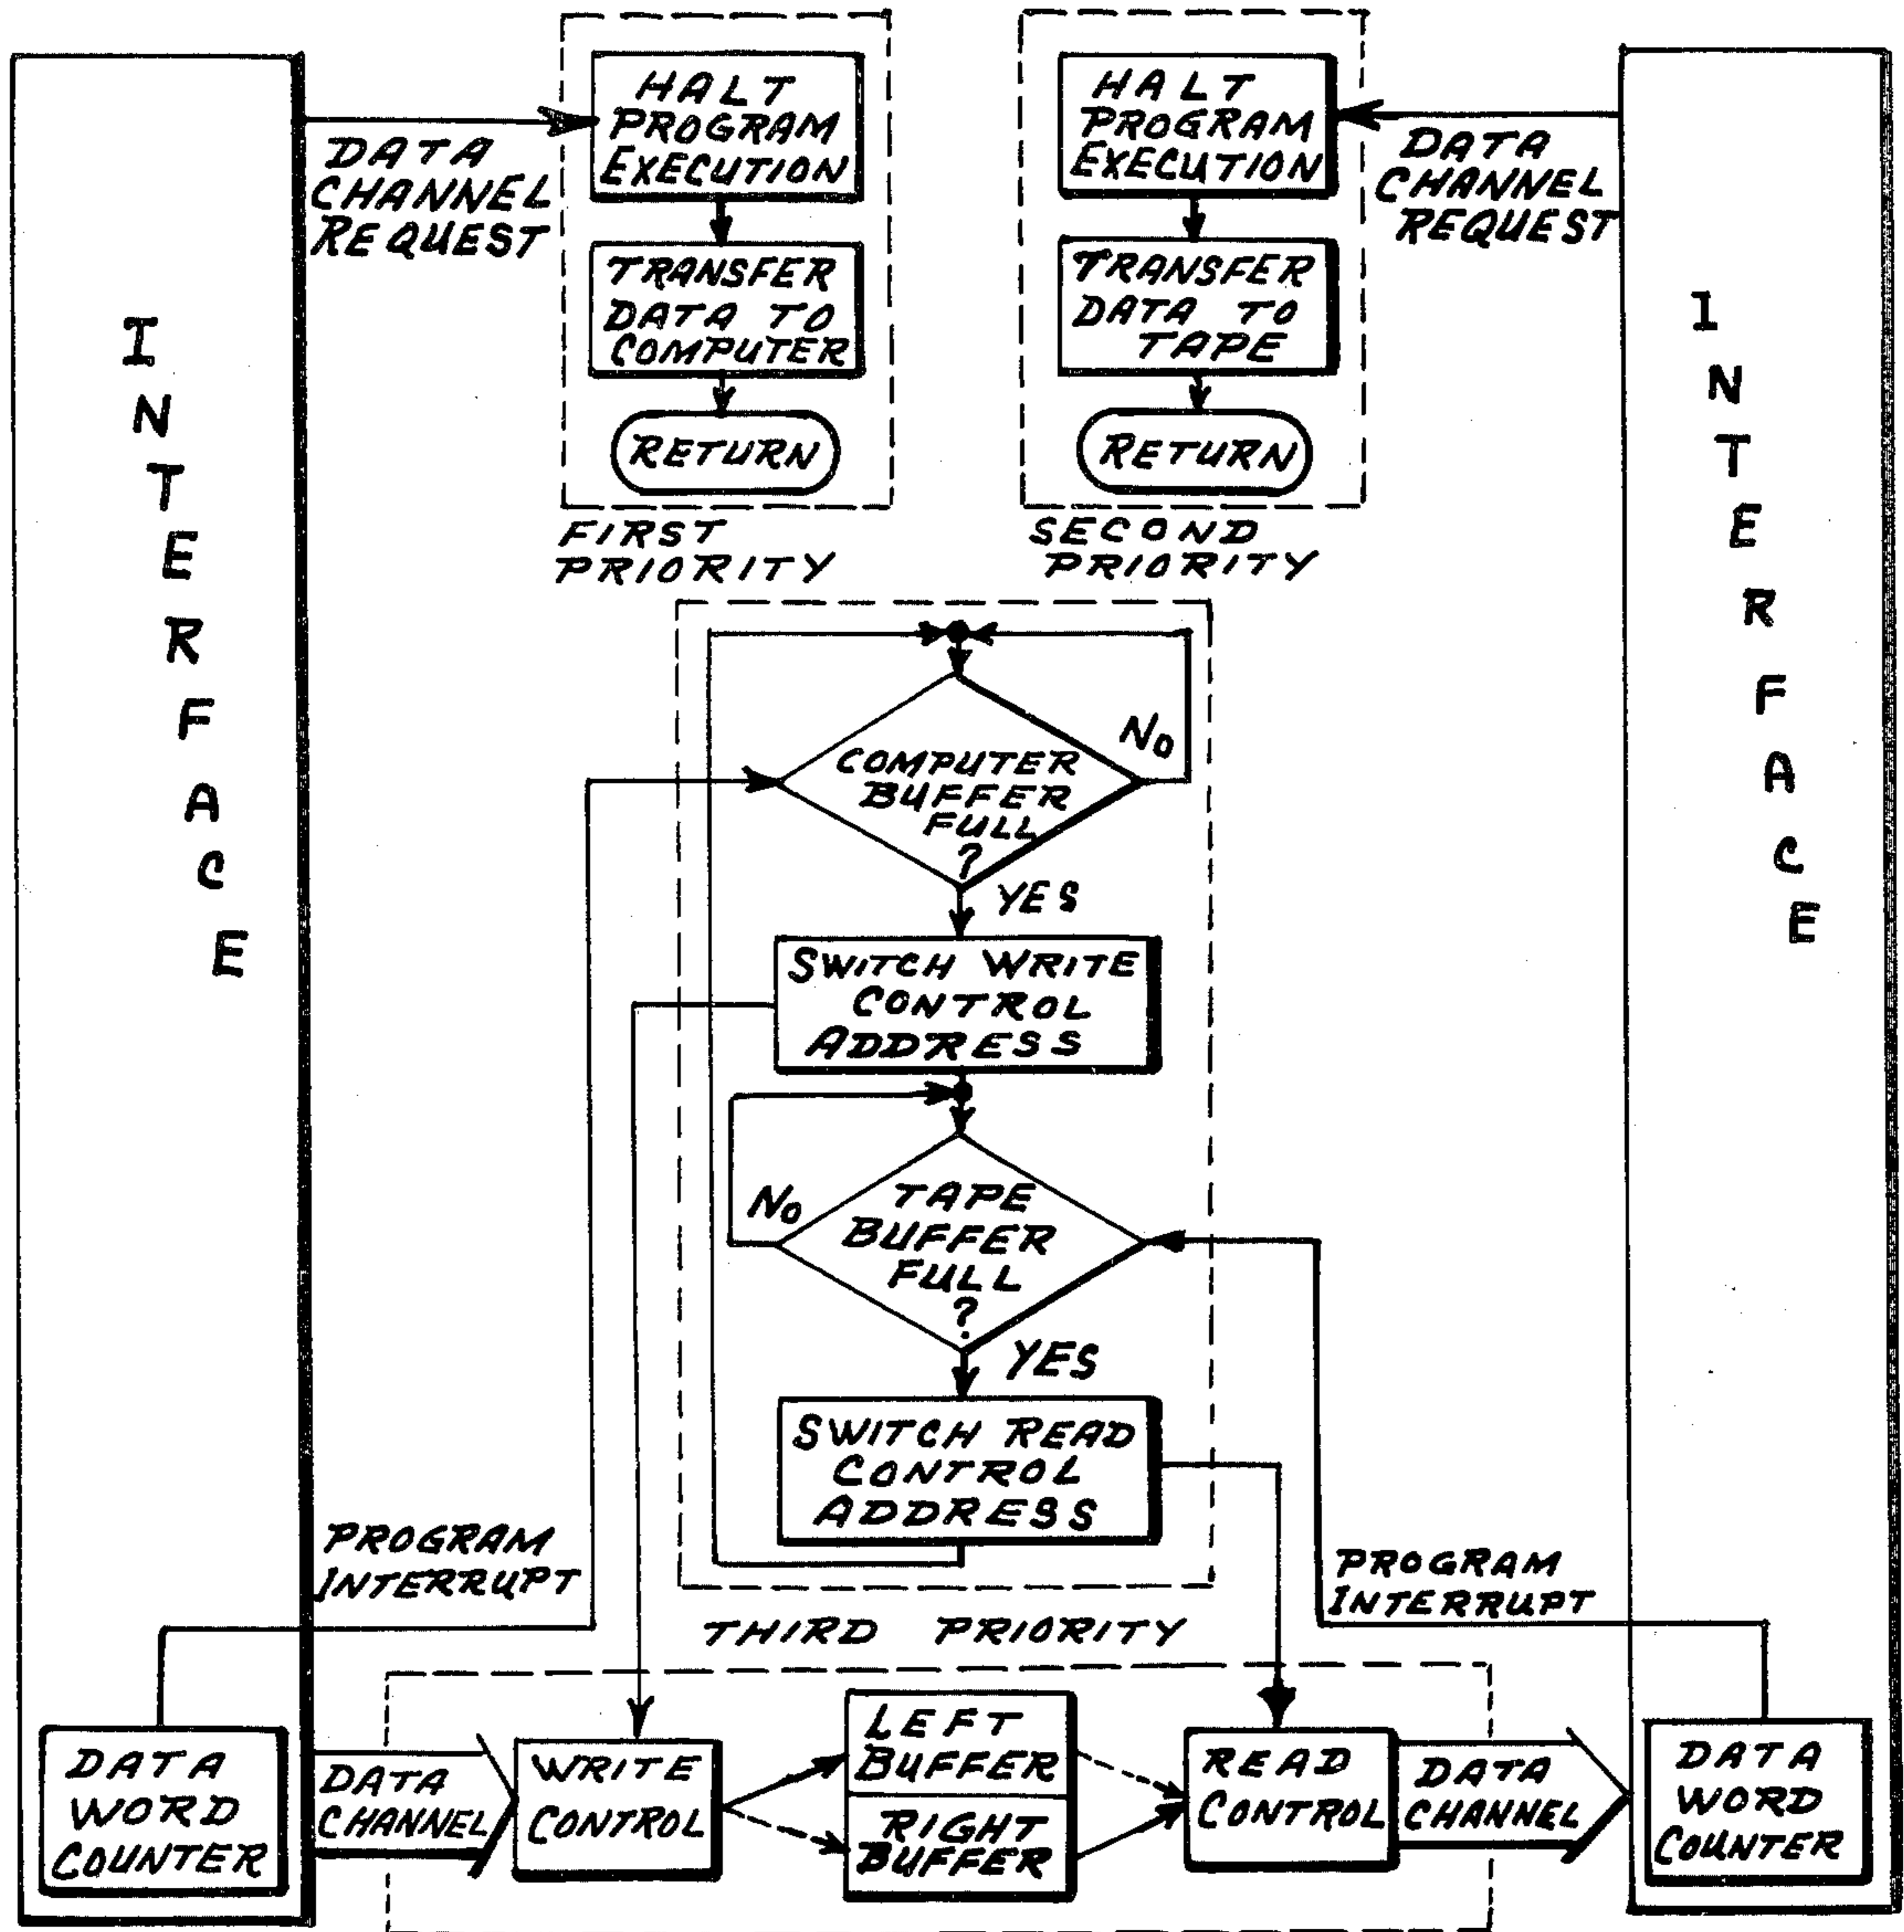 INTERFACE
DATA
CHANNEL
REQUEST
HALT
PROGRAM
EXECUTION
TRANSFER
DATA TO
COMPUTER
RETURN
FIRST
PRIORITY
HALT
PROGRAM
EXECUTION
TRANSFER
DATA TO
TAPE
RETURN
SECOND
PRIORITY
DATA
CHANNEL
REQUEST
INTERFACE
COMPUTER
BUFFER
FULL
?
NO
YES
SWITCH WRITE
CONTROL
ADDRESS
TAPE
BUFFER
FULL
?
NO
YES
SWITCH READ
CONTROL
ADDRESS
THIRD PRIORITY
PROGRAM
INTERRUPT
PROGRAM
INTERRUPT
DATA
WORD
COUNTER
DATA
CHANNEL
WRITE
CONTROL
LEFT
BUFFER
RIGHT
BUFFER
READ
CONTROL
DATA
CHANNEL
DATA
WORD
COUNTER